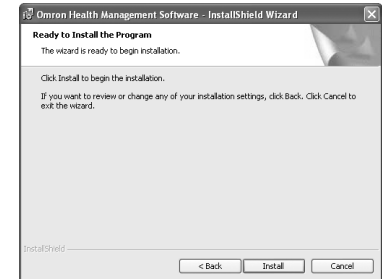 Omron Health Management Software - InstallShield Wizard
Ready to Install the Program
The wizard is ready to begin installation.
Click Install to begin the installation.
If you want to review or change any of your installation settings, click Back. Click Cancel to
exit the wizard.
InstallShield
< Back Install Cancel